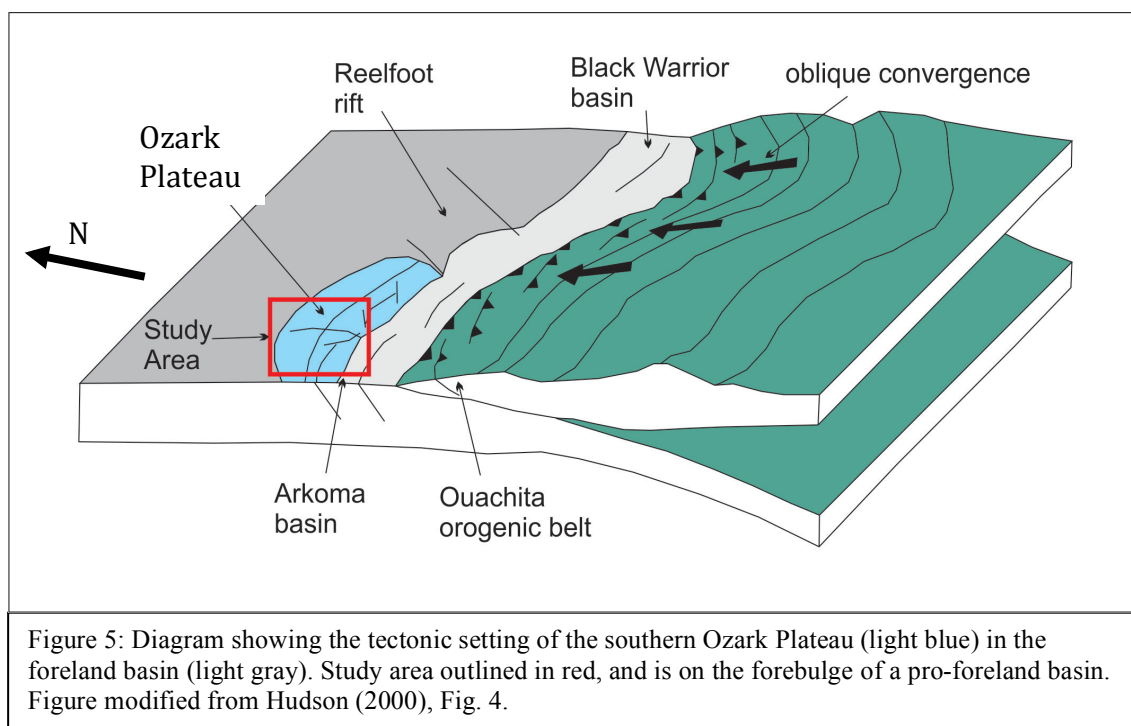 Reelfoot
rift
Black Warrior
basin
oblique convergence
Ozark
Plateau
N
Study
Area
Arkoma
basin
Ouachita
orogenic belt
Figure 5: Diagram showing the tectonic setting of the southern Ozark Plateau (light blue) in the
foreland basin (light gray). Study area outlined in red, and is on the forebulge of a pro-foreland basin.
Figure modified from Hudson (2000), Fig. 4.